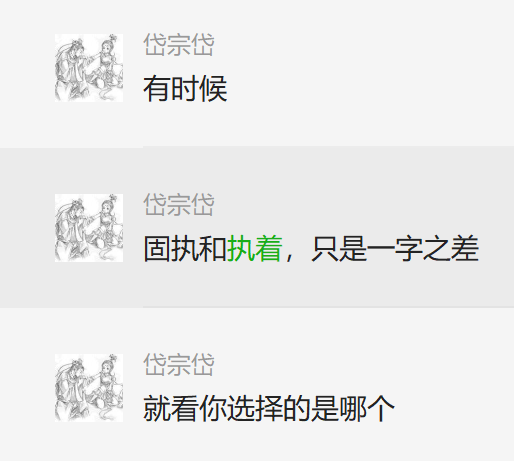 岱宗岱
有时候
岱宗岱
固执和执着，只是一字之差
岱宗岱
就看你选择的是哪个